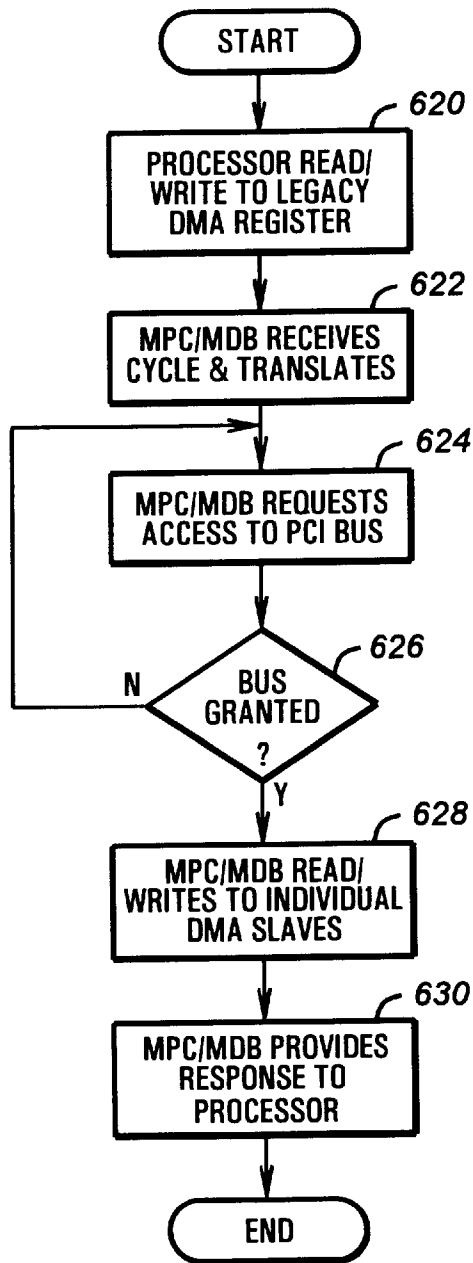 START
620
PROCESSOR READ/
WRITE TO LEGACY
DMA REGISTER
622
MPC/MDB RECEIVES
CYCLE & TRANSLATES
624
MPC/MDB REQUESTS
ACCESS TO PCI BUS
626
N
BUS
GRANTED
?
Y
628
MPC/MDB READ/
WRITES TO INDIVIDUAL
DMA SLAVES
630
MPC/MDB PROVIDES
RESPONSE TO
PROCESSOR
END